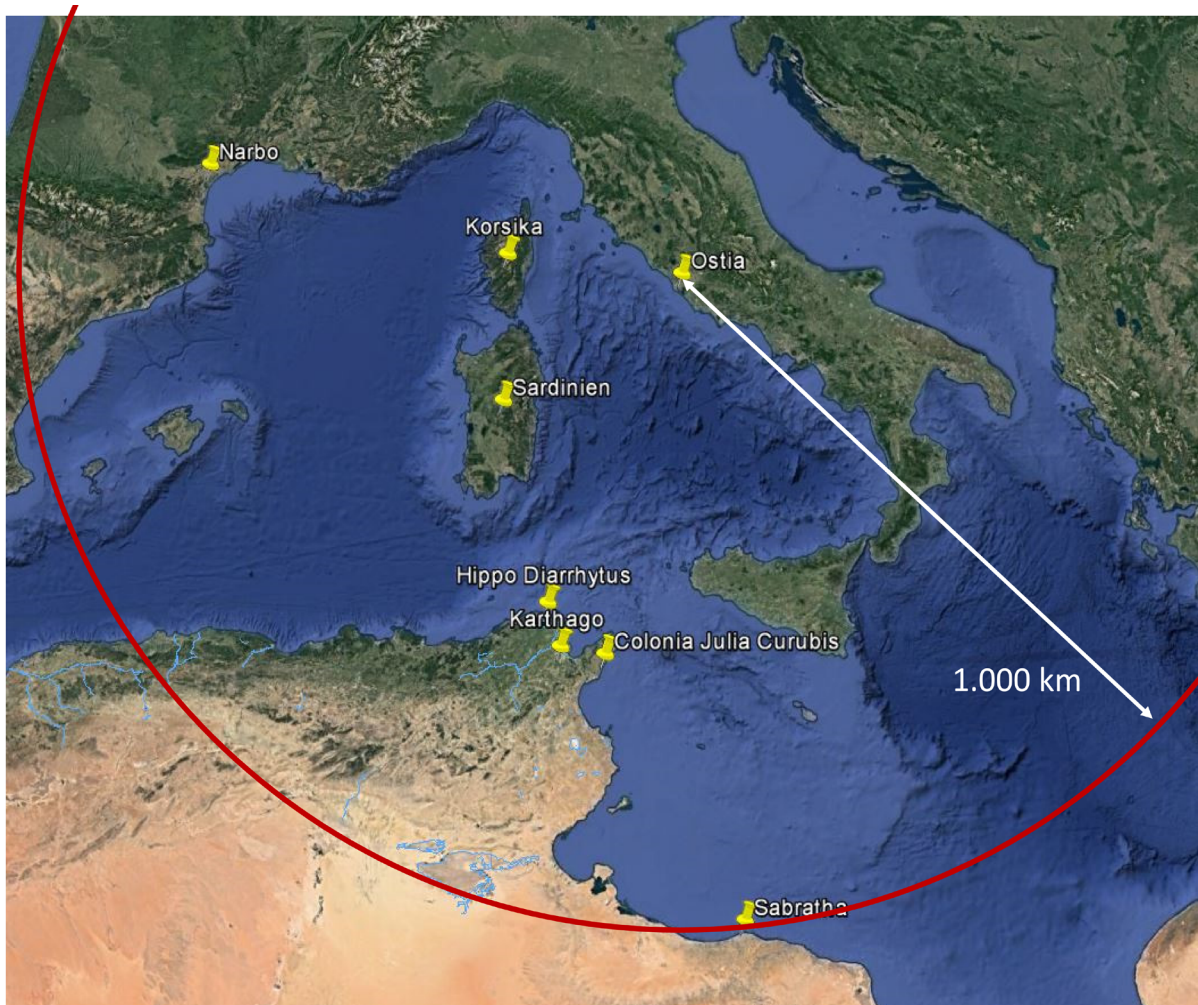 Narbo
Korsika
Ostia
Sardinien
Hippo Diarrhytus
Karthago
Colonia Julia Curubis
1.000 km
Sabratha